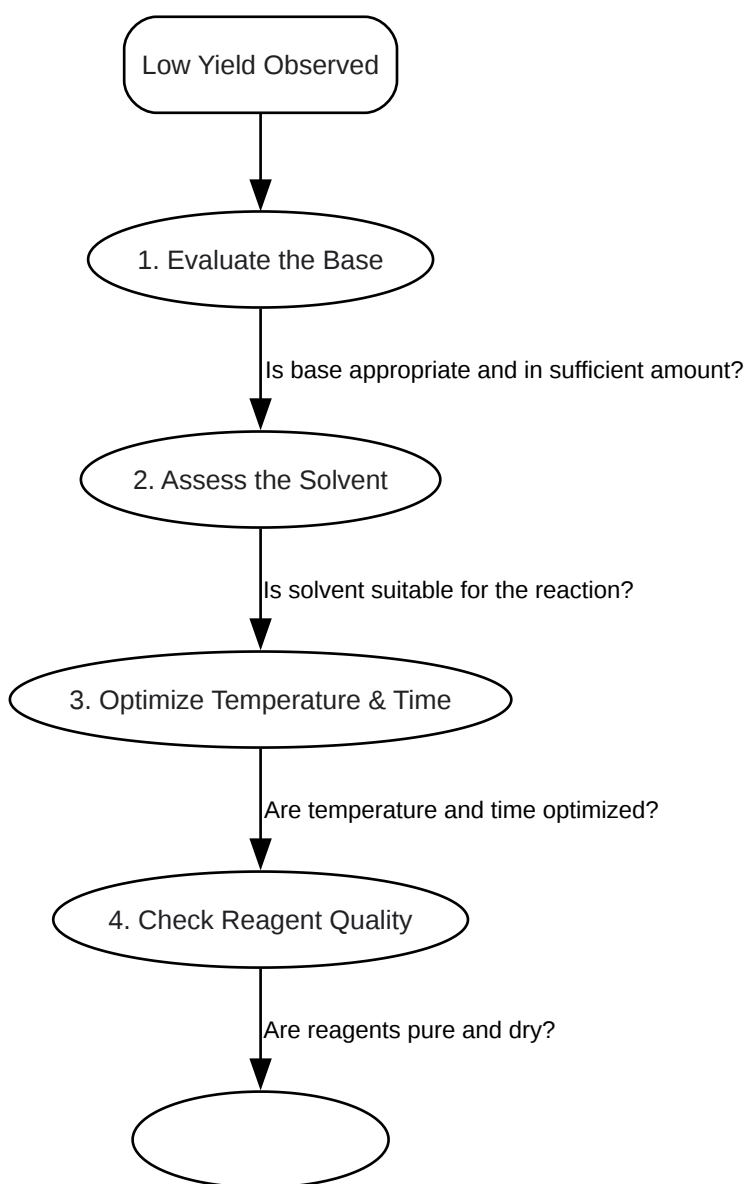 Low Yield Observed
1. Evaluate the Base
Is base appropriate and in sufficient amount?
2. Assess the Solvent
Is solvent suitable for the reaction?
3. Optimize Temperature & Time
Are temperature and time optimized?
4. Check Reagent Quality
Are reagents pure and dry?